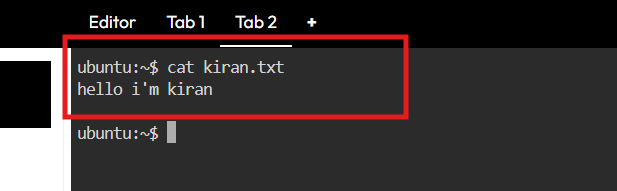 Editor Tab 1 Tab 2 +
ubuntu:~$ cat kiran.txt
hello i'm kiran
ubuntu:~$